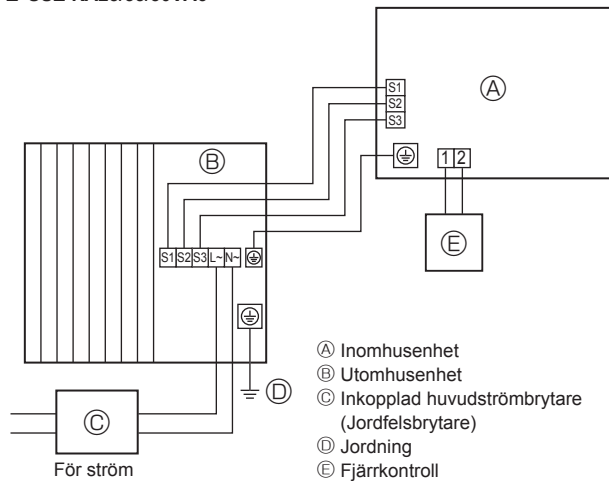 S1
S2
S3
Ⓐ
1 2
Ⓔ
Ⓑ
S1 S2 S3 L~ N~
Ⓓ
Ⓒ
För ström
Ⓐ Inomhusenhet
Ⓑ Utomhusenhet
Ⓒ Inkopplad huvudströmbrytare
(Jordfelsbrytare)
Ⓓ Jordning
Ⓔ Fjärrkontroll